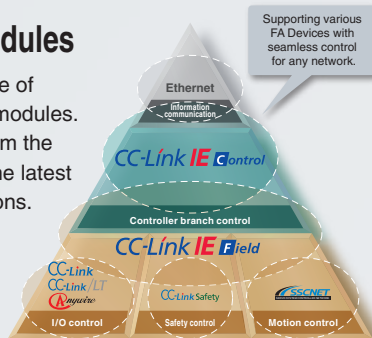 dules
Supporting various
FA Devices with
seamless control
for any network.
e of
modules.
m the
he latest
ons.
Ethernet
Information
communication
CC-Link IE Control
Controller branch control
CC-Link IE Field
CC-Link
CC-Link/LT
Anywire
CC-Link Safety
SSCNET
I/O control
Safety control
Motion control